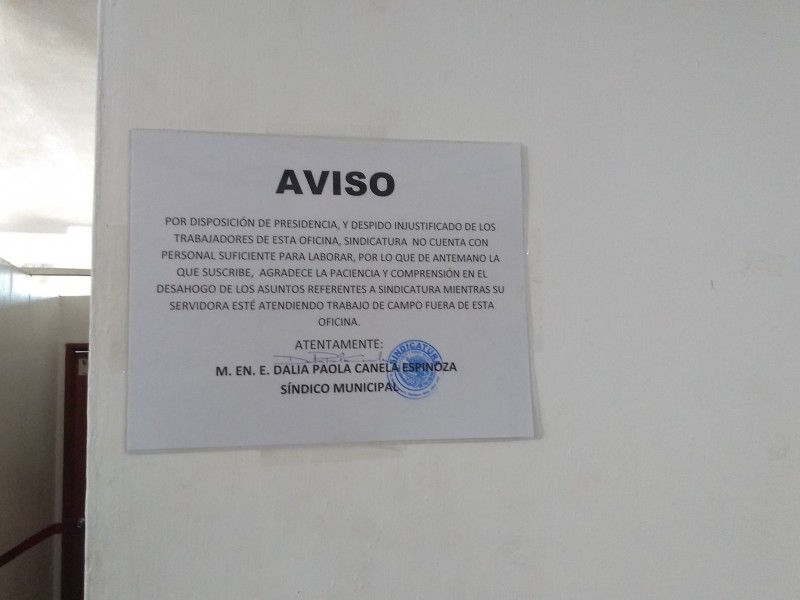 AVISO
POR DISPOSICIÓN DE PRESIDENCIA, Y DESPIDO INJUSTIFICADO DE LOS
TRABAJADORES DE ESTA OFICINA, SINDICATURA NO CUENTA CON
PERSONAL SUFICIENTE PARA LABORAR, POR LO QUE DE ANTEMANO LA
QUE SUSCRIBE, AGRADECE LA PACIENCIA Y COMPRENSIÓN EN EL
DESAHOGO DE LOS ASUNTOS REFERENTES A SINDICATURA MIENTRAS SU
SERVIDORA ESTÉ ATENDIENDO TRABAJO DE CAMPO FUERA DE ESTA
OFICINA.
ATENTAMENTE:
SINDICATURA
M. EN. E. DALIA PAOLA CANELA ESPINOZA
SÍNDICO MUNICIPAL